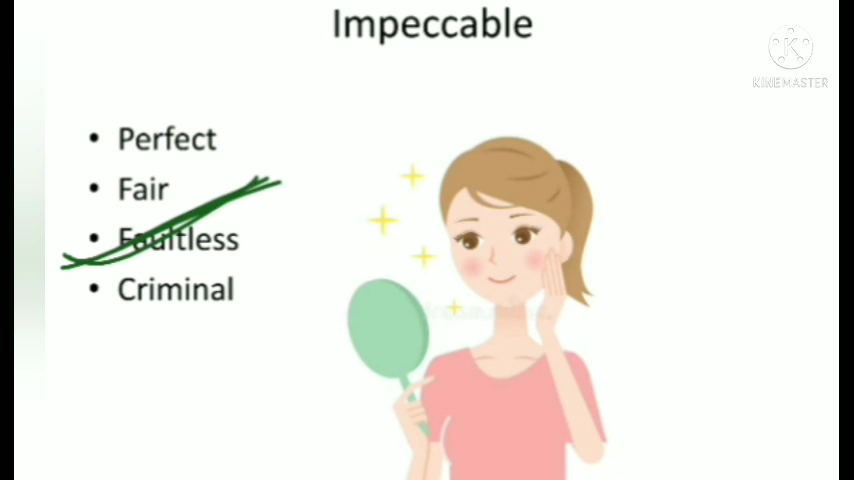 Impeccable
KINEMASTER
• Perfect
• Fair
• Faultless
• Criminal